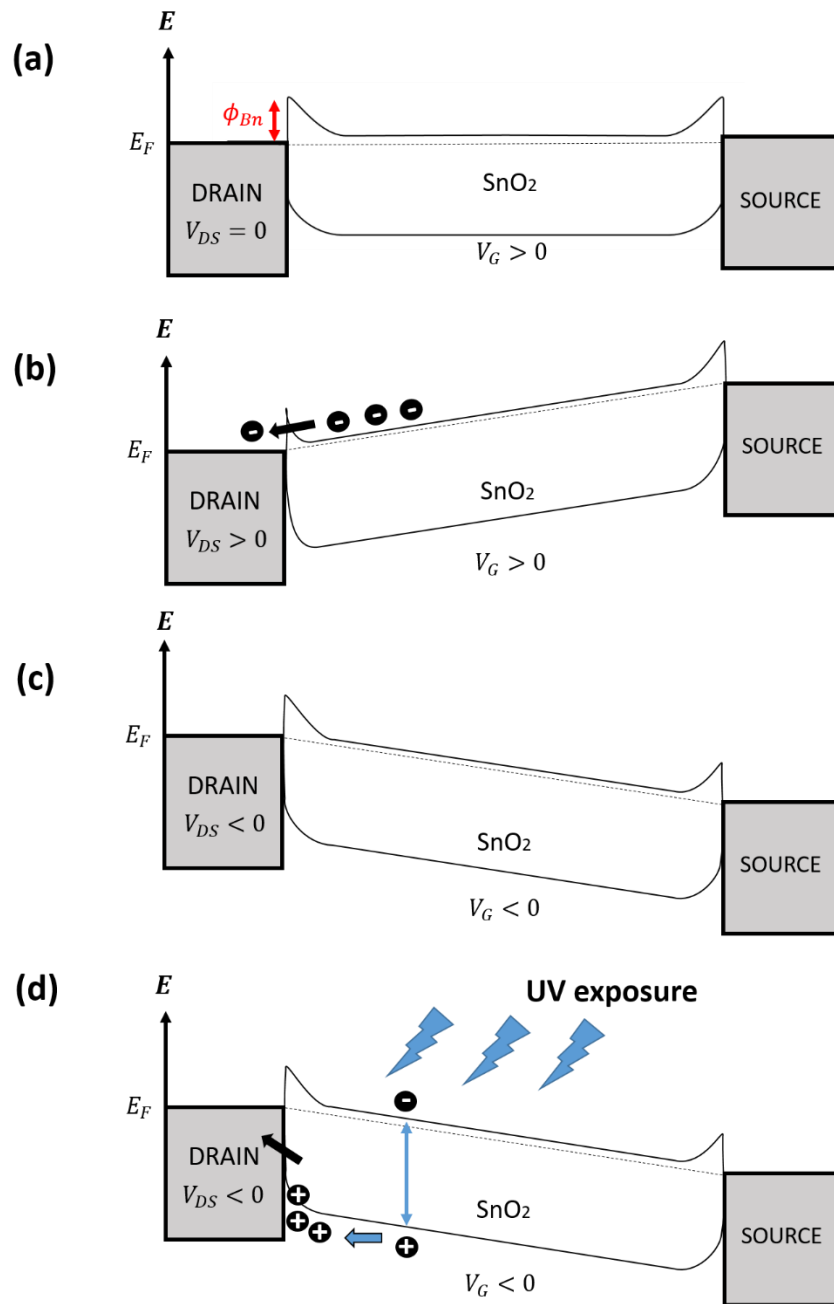 (a)
E
ϕBn
EF
DRAIN
VDS = 0
SnO2
SOURCE
VG > 0
(b)
E
EF
DRAIN
VDS > 0
SnO2
SOURCE
VG > 0
(c)
E
EF
DRAIN
VDS < 0
SnO2
SOURCE
VG < 0
(d)
E
UV exposure
EF
DRAIN
VDS < 0
SnO2
SOURCE
VG < 0